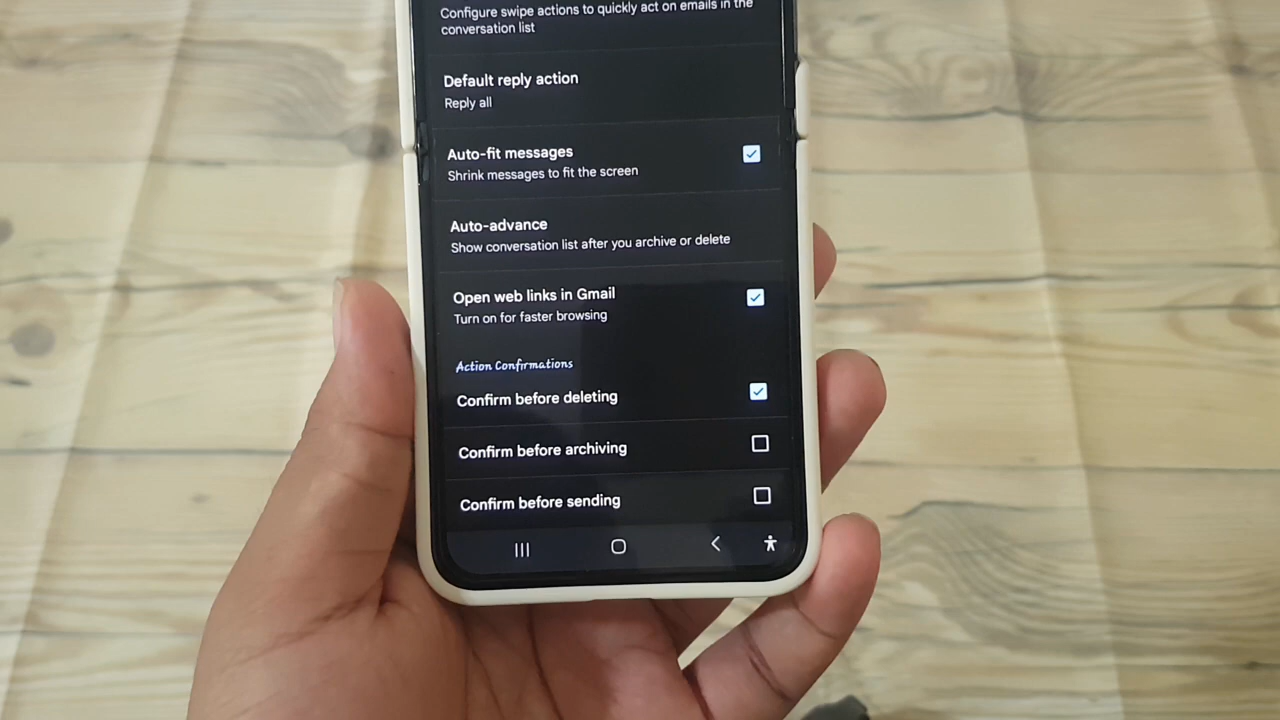 Configure swipe actions to quickly act on emails in the
conversation list
Default reply action
Reply all
Auto-fit messages
Shrink messages to fit the screen
Auto-advance
Show conversation list after you archive or delete
Open web links in Gmail
Turn on for faster browsing
Action Confirmations
Confirm before deleting
Confirm before archiving
Confirm before sending